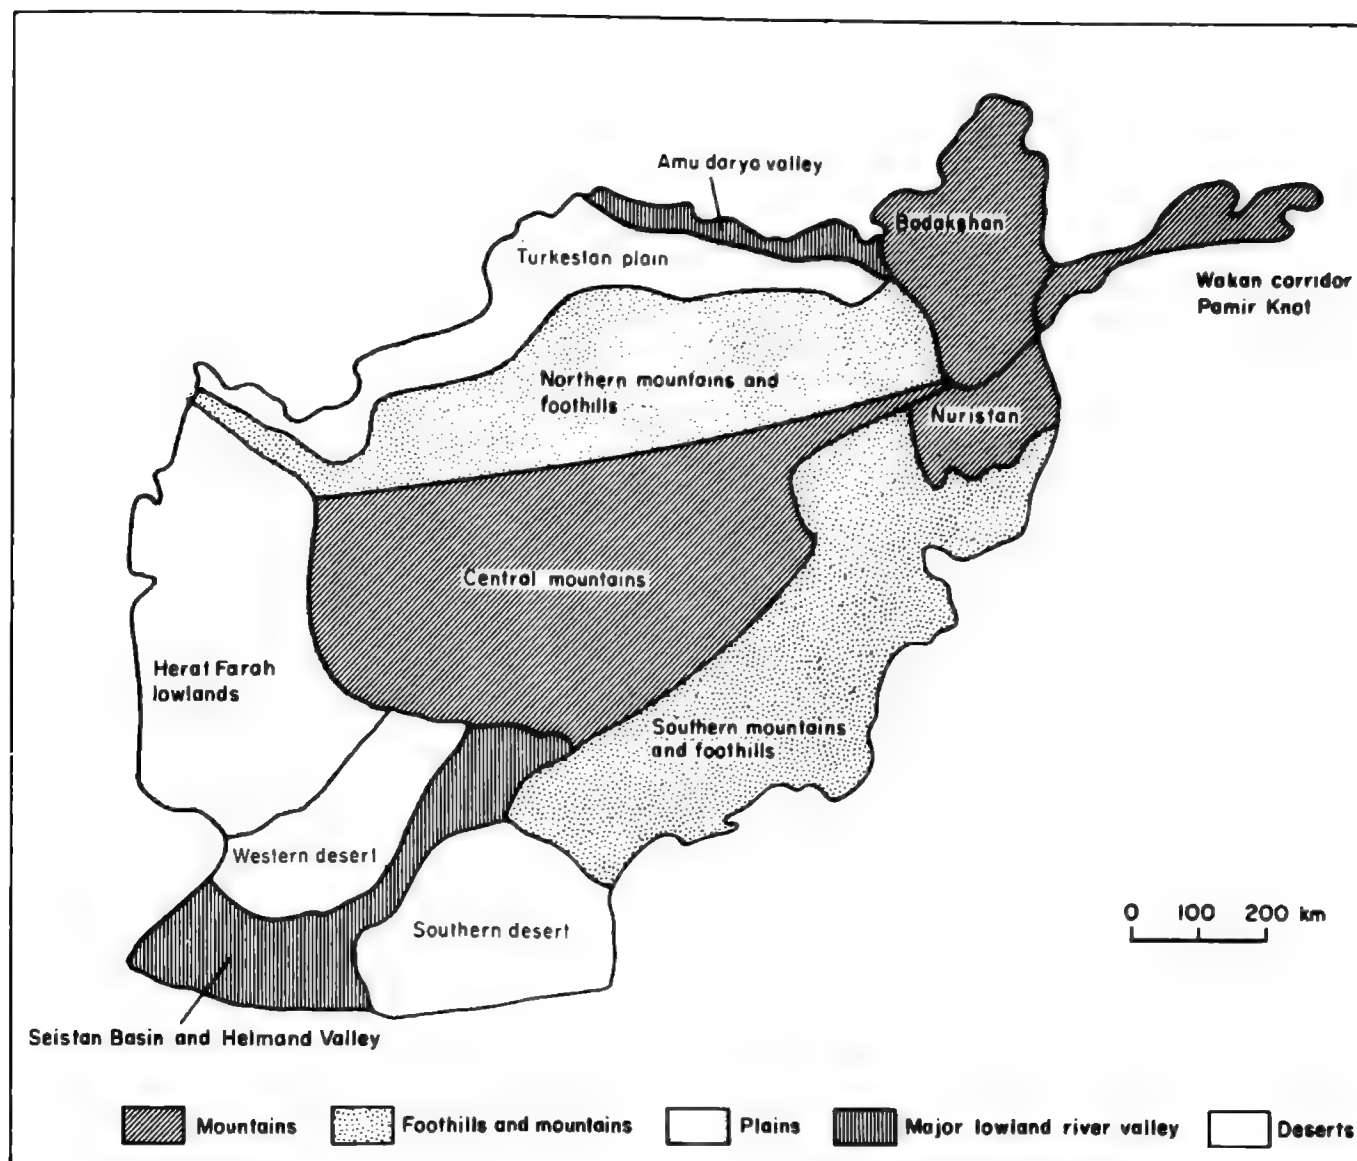 Amu darya valley
Bodakshan
Turkestan plain
Wakan corridor
Pamir Knot
Northern mountains and
foothills
Nuristan
Central mountains
Herat Farah
lowlands
Southern mountains
and foothills
Western desert
Southern desert
0 100 200 km
Seistan Basin and Helmand Valley
Mountains
Foothills and mountains
Plains
Major lowland river valley
Deserts